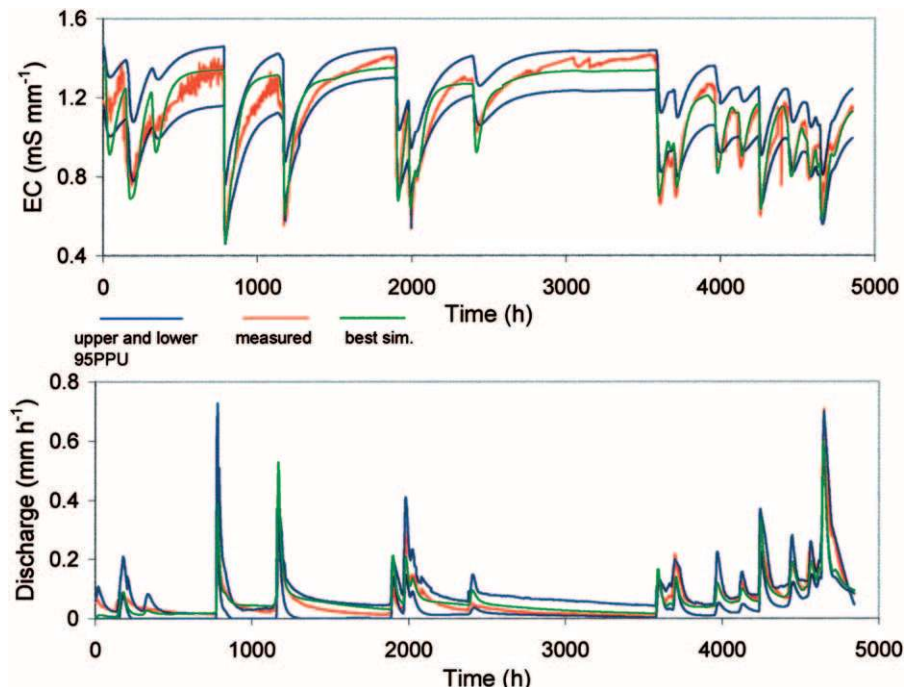 1.6
1.2
0.8
0.4
EC (mS mm⁻¹)
0 1000 2000 3000 4000 5000
Time (h)
upper and lower
95PPU
measured
best sim.
0.8
0.6
0.4
0.2
0
Discharge (mm h⁻¹)
0 1000 2000 3000 4000 5000
Time (h)